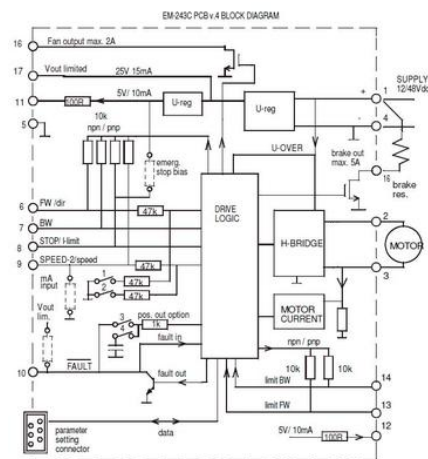 EM-243C PCB v.4 BLOCK DIAGRAM
16 Fan output max. 2A
17 Vout limited 25V 15mA
SUPPLY
12/48Vdc
11 100R 5V/ 10mA U-reg U-reg + 1
5 - 4
10k
npn / pnp
U-OVER
brake out
max. 5A
emerg.
stop bias
16
brake
res.
6 FW /dir 47k
DRIVE
LOGIC
2
7 BW
8 STOP/ I-limit
H-BRIDGE
MOTOR
9 SPEED-2/speed 47k
3
mA
input
1 47k
2 47k
MOTOR
CURRENT
Vout
lim.
pos. out option
3 1k
4
fault in
npn / pnp
10k 10k
10 FAULT
fault out
limit BW 14
limit FW 13
parameter
setting
connector
data
5V/ 10mA 100R 12